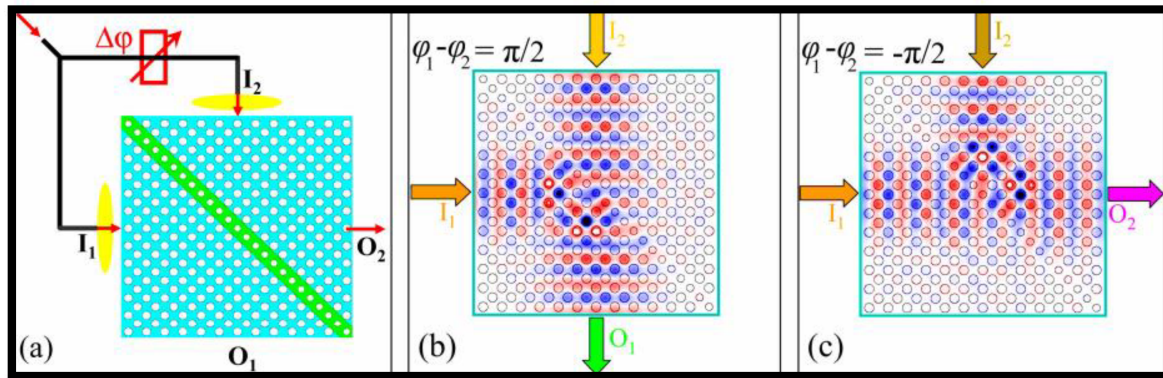 Δφ
I₂
I₁
O₂
(a)
O₁
φ₁-φ₂= π/2
I₂
I₁
(b)
O₁
φ₁-φ₂= -π/2
I₂
I₁
O₂
(c)